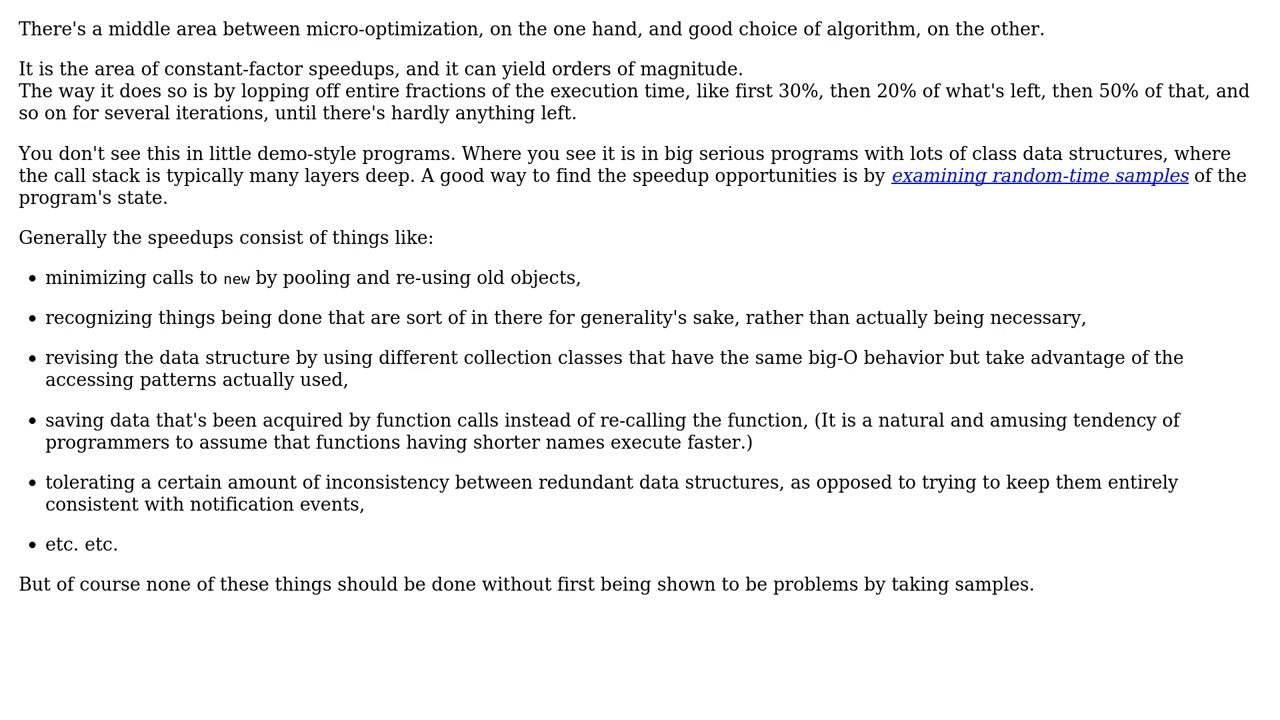 There's a middle area between micro-optimization, on the one hand, and good choice of algorithm, on the other.
It is the area of constant-factor speedups, and it can yield orders of magnitude.
The way it does so is by lopping off entire fractions of the execution time, like first 30%, then 20% of what's left, then 50% of that, and
so on for several iterations, until there's hardly anything left.
You don't see this in little demo-style programs. Where you see it is in big serious programs with lots of class data structures, where
the call stack is typically many layers deep. A good way to find the speedup opportunities is by examining random-time samples of the
program's state.
Generally the speedups consist of things like:
• minimizing calls to new by pooling and re-using old objects,
• recognizing things being done that are sort of in there for generality's sake, rather than actually being necessary,
• revising the data structure by using different collection classes that have the same big-O behavior but take advantage of the
accessing patterns actually used,
• saving data that's been acquired by function calls instead of re-calling the function, (It is a natural and amusing tendency of
programmers to assume that functions having shorter names execute faster.)
• tolerating a certain amount of inconsistency between redundant data structures, as opposed to trying to keep them entirely
consistent with notification events,
• etc. etc.
But of course none of these things should be done without first being shown to be problems by taking samples.